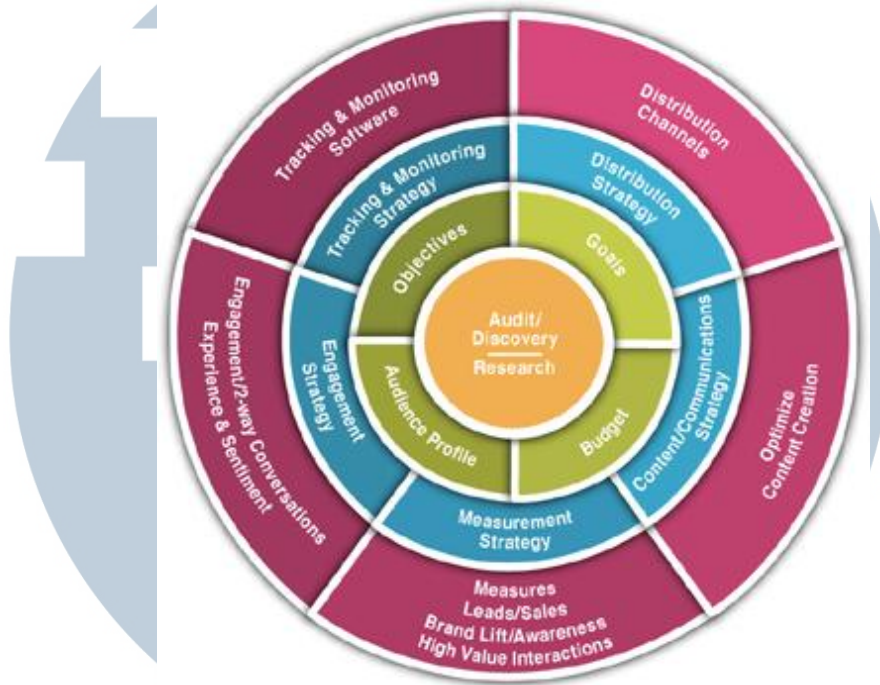 Tracking & Monitoring
Software
Distribution
Channels
Tracking & Monitoring
Strategy
Distribution
Strategy
Objectives
Goals
Audit/
Discovery
Research
Engagement/2-way Conversations
Experience & Sentiment
Engagement
Strategy
Audience Profile
Budget
Content/Communications
Strategy
Optimize
Content Creation
Measurement
Strategy
Measures
Leads/Sales
Brand Lift/Awareness
High Value Interactions